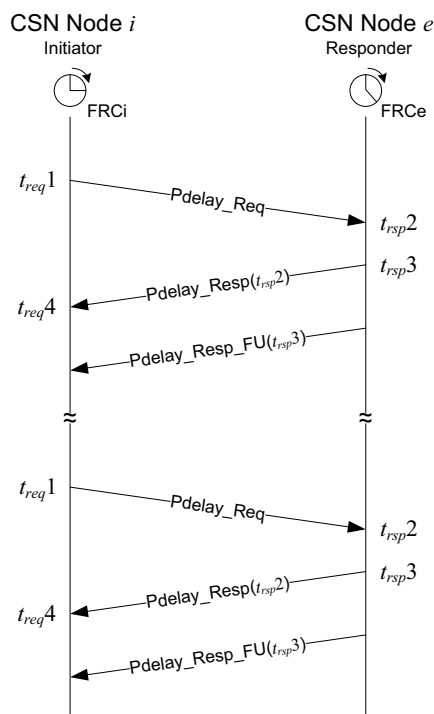 CSN Node i CSN Node e
Initiator Responder
FRCi FRCe
treq1
Pdelay_Req
trsp2
trsp3
Pdelay_Resp(trsp2)
treq4
Pdelay_Resp_FU(trsp3)
≈ ≈
treq1
Pdelay_Req
trsp2
trsp3
Pdelay_Resp(trsp2)
treq4
Pdelay_Resp_FU(trsp3)